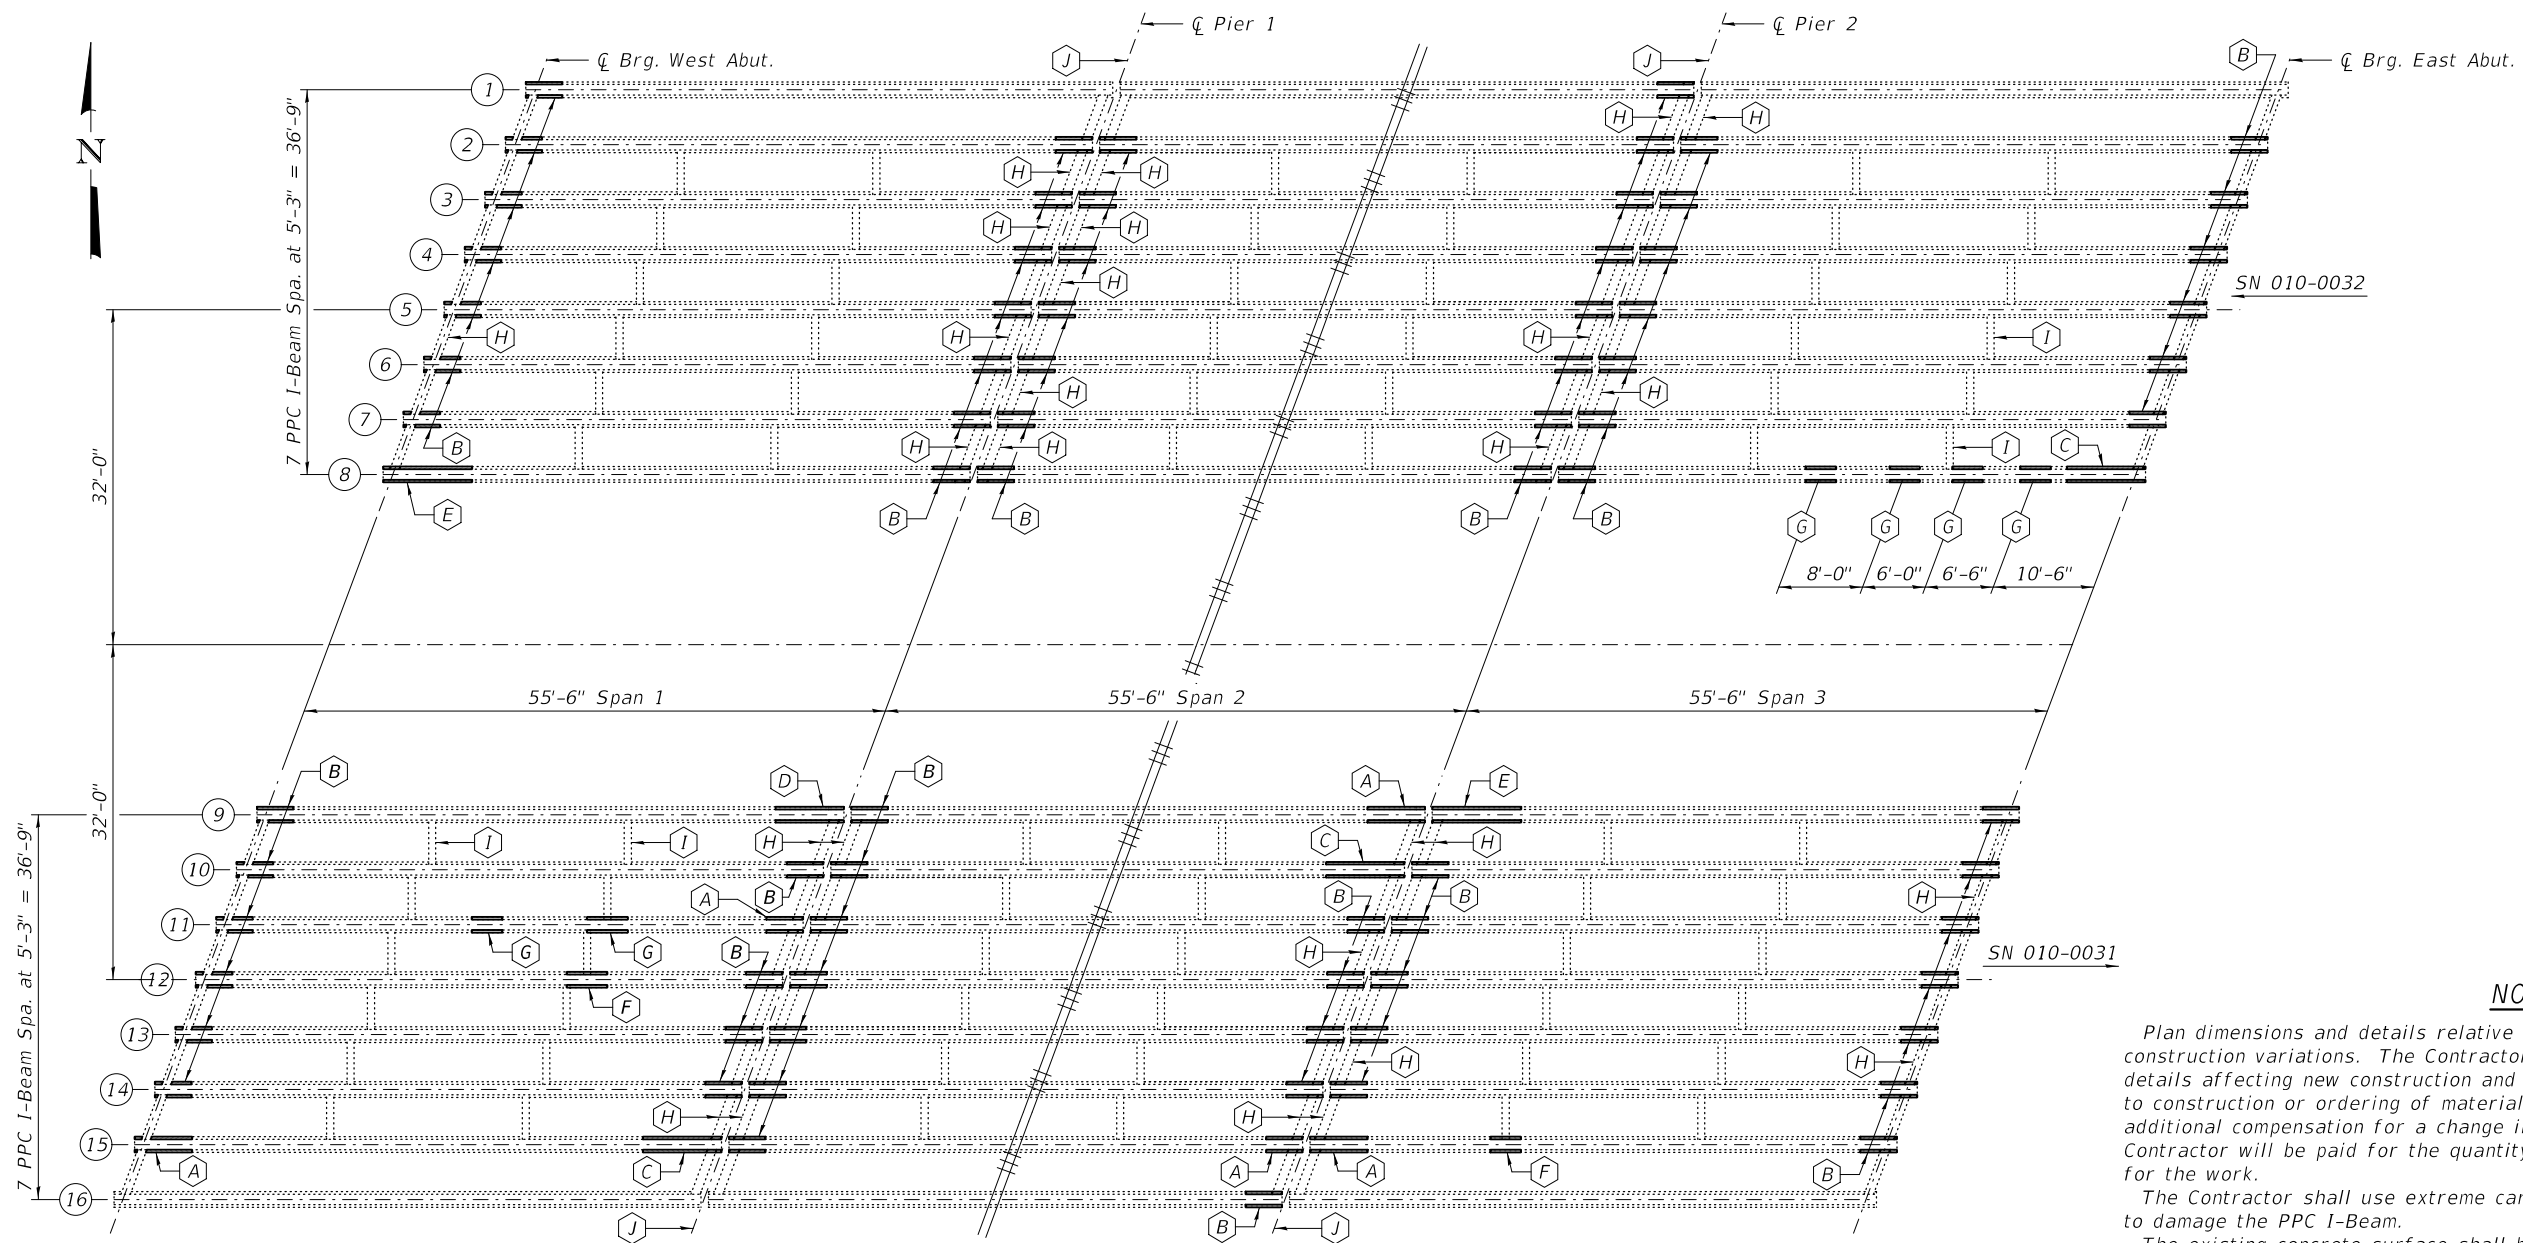 ℄ Pier 1
℄ Pier 2
℄ Brg. West Abut.
J
J
B
℄ Brg. East Abut.
N
1
H
H
2
H
H
3
H
H
4
H
SN 010-0032
5
H
H
H
I
6
H
H
7
B
H
H
H
I
C
8
E
B
B
B
B
G
G
G
G
7 PPC I-Beam Spa. at 5'-3" = 36'-9"
32'-0"
8'-0"
6'-0"
6'-6"
10'-6"
55'-6" Span 1
55'-6" Span 2
55'-6" Span 3
32'-0"
7 PPC I-Beam Spa. at 5'-3" = 36'-9"
B
D
B
A
E
9
I
I
H
C
H
10
A
B
B
B
H
11
G
G
B
H
SN 010-0031
12
F
13
H
H
14
H
H
15
A
C
A
A
F
B
16
J
B
J
NO
Plan dimensions and details relative
construction variations. The Contractor
details affecting new construction and
to construction or ordering of material
additional compensation for a change i
Contractor will be paid for the quantity
for the work.
The Contractor shall use extreme car
to damage the PPC I-Beam.
The existing concrete surface shall b